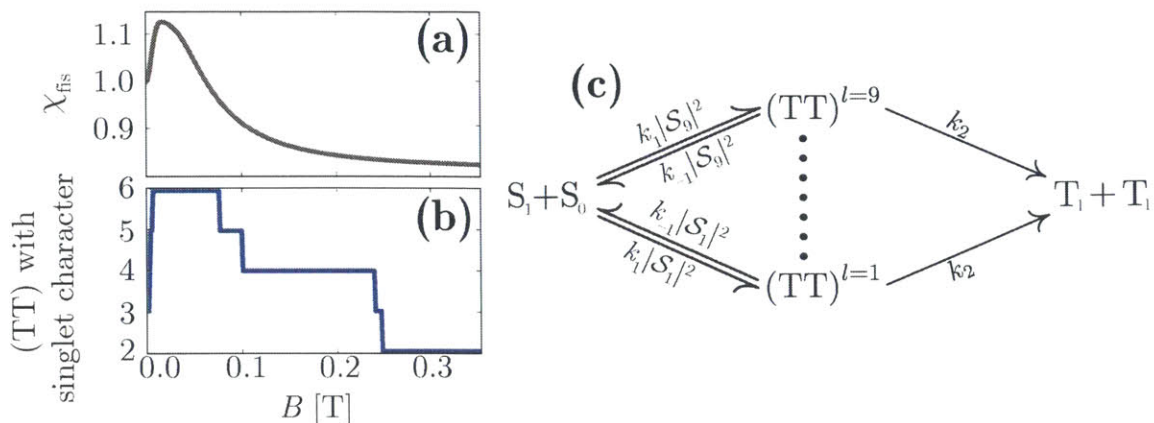 (a)
1.1
1.0
0.9
χ_fis
(b)
6
5
4
3
2
(TT) with
singlet character
0.0 0.1 0.2 0.3
B [T]
(c)
S₁+S₀
k₁|𝒮₉|²
k₋₁|𝒮₉|²
k₋₁|𝒮₁|²
k₁|𝒮₁|²
(TT)^{l=9}
(TT)^{l=1}
k₂
k₂
T₁ + T₁